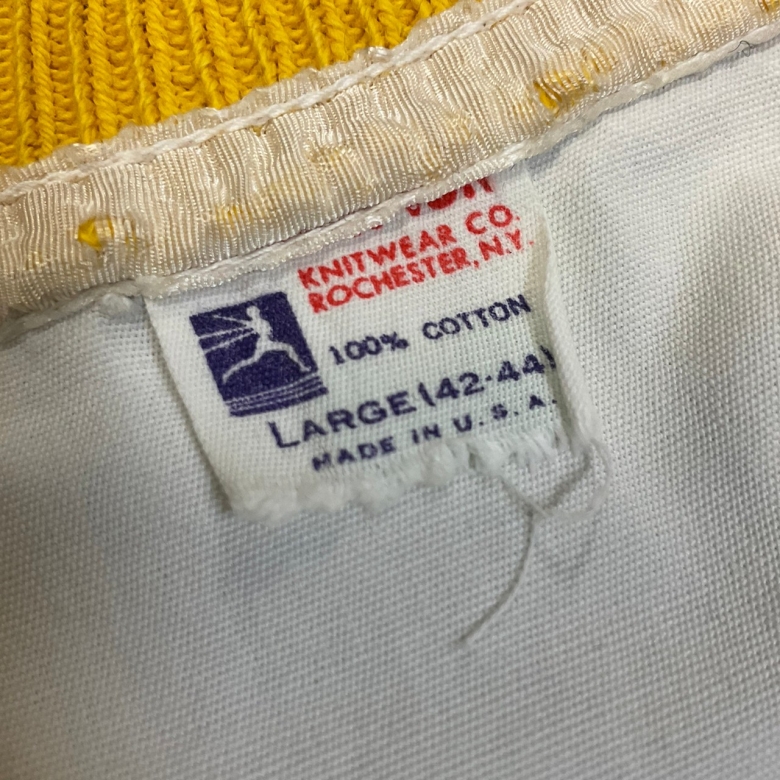 KNITWEAR CO.
ROCHESTER, N.Y.
100% COTTON
LARGE (42-44)
MADE IN U.S.A.